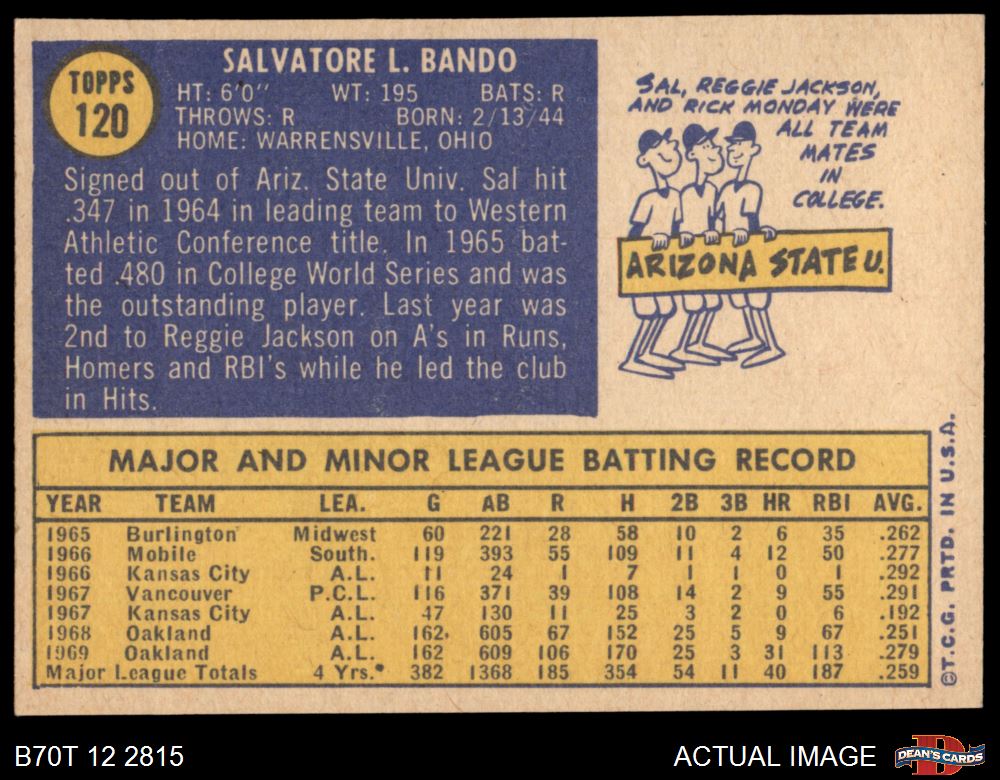 TOPPS
120
SALVATORE L. BANDO
HT: 6'0" WT: 195 BATS: R
THROWS: R BORN: 2/13/44
HOME: WARRENSVILLE, OHIO
Signed out of Ariz. State Univ. Sal hit
.347 in 1964 in leading team to Western
Athletic Conference title. In 1965 bat-
ted .480 in College World Series and was
the outstanding player. Last year was
2nd to Reggie Jackson on A's in Runs,
Homers and RBI's while he led the club
in Hits.
SAL, REGGIE JACKSON,
AND RICK MONDAY WERE
ALL TEAM
MATES
IN
COLLEGE.
ARIZONA STATE U.
MAJOR AND MINOR LEAGUE BATTING RECORD
YEAR TEAM LEA. G AB R H 2B 3B HR RBI AVG.
1965 Burlington Midwest 60 221 28 58 10 2 6 35 .262
1966 Mobile South. 119 393 55 109 11 4 12 50 .277
1966 Kansas City A.L. 11 24 1 7 1 1 0 1 .292
1967 Vancouver P.C.L. 116 371 39 108 14 2 9 55 .291
1967 Kansas City A.L. 47 130 11 25 3 2 0 6 .192
1968 Oakland A.L. 162 605 67 152 25 5 9 67 .251
1969 Oakland A.L. 162 609 106 170 25 3 31 113 .279
Major League Totals 4 Yrs.* 382 1368 185 354 54 11 40 187 .259
©T.C.G. PRTD. IN U.S.A.
B70T 12 2815
ACTUAL IMAGE
D
DEAN'S CARDS